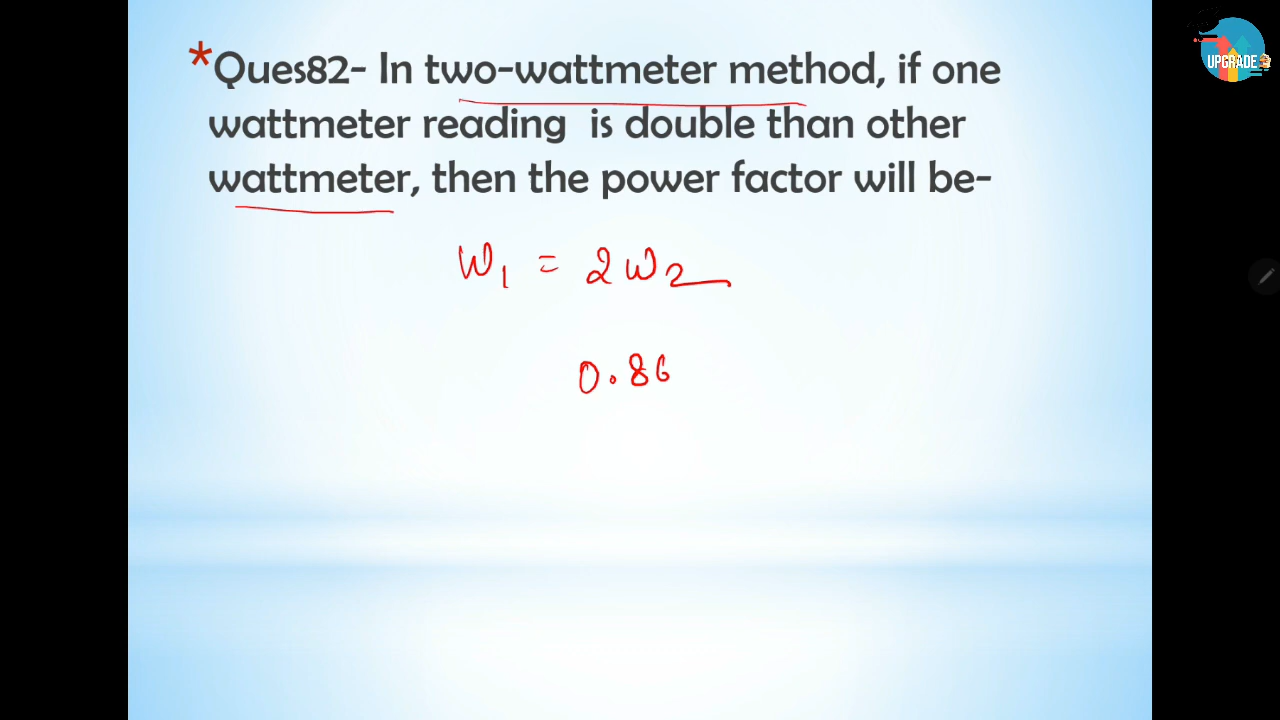 UPGRADE
*Ques82- In two-wattmeter method, if one
wattmeter reading is double than other
wattmeter, then the power factor will be-
W1 = 2W2
0.86